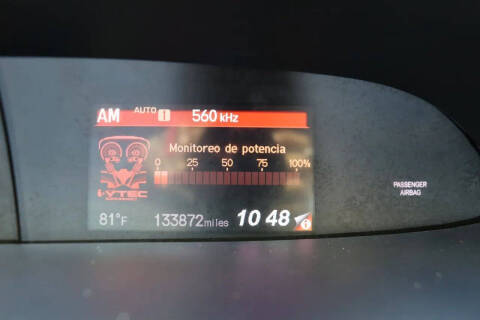 AM AUTO i 560 kHz
Monitoreo de potencia
0 25 50 75 100%
i-VTEC
PASSENGER
AIRBAG
81°F 133872 miles 10 48 i